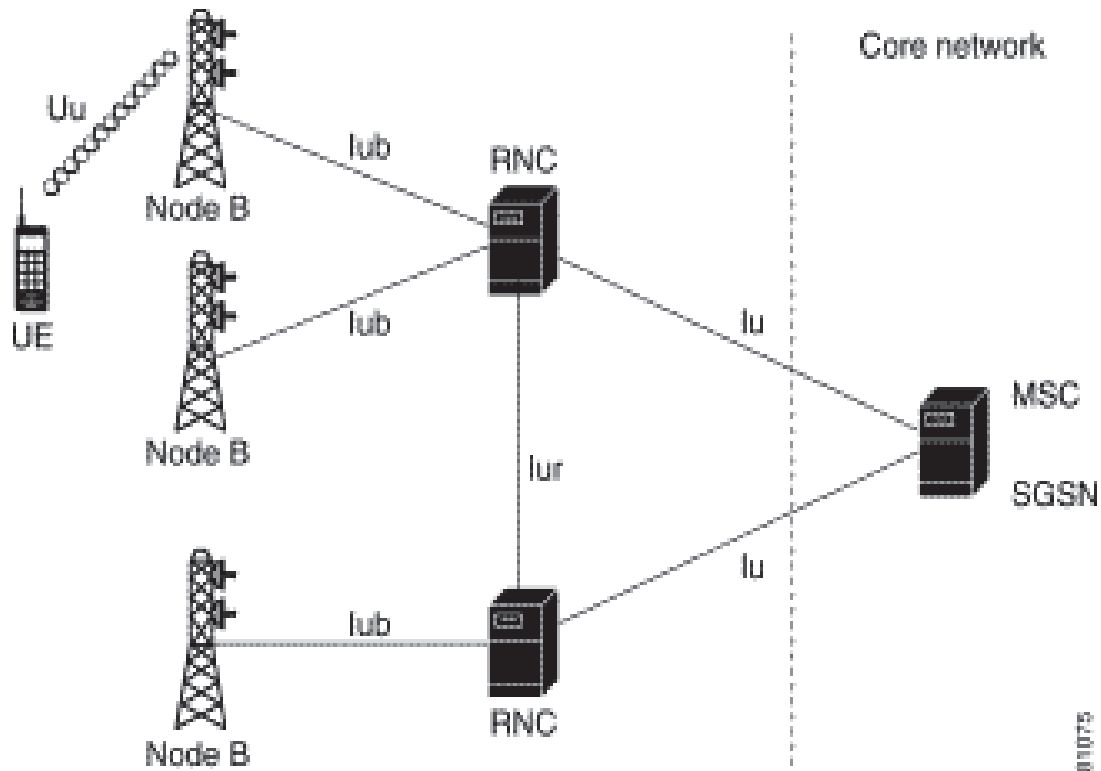 Core network
Uu
Iub
RNC
Node B
UE
Iub
Iu
Node B
MSC
Iur
SGSN
Iu
Iub
Node B
RNC